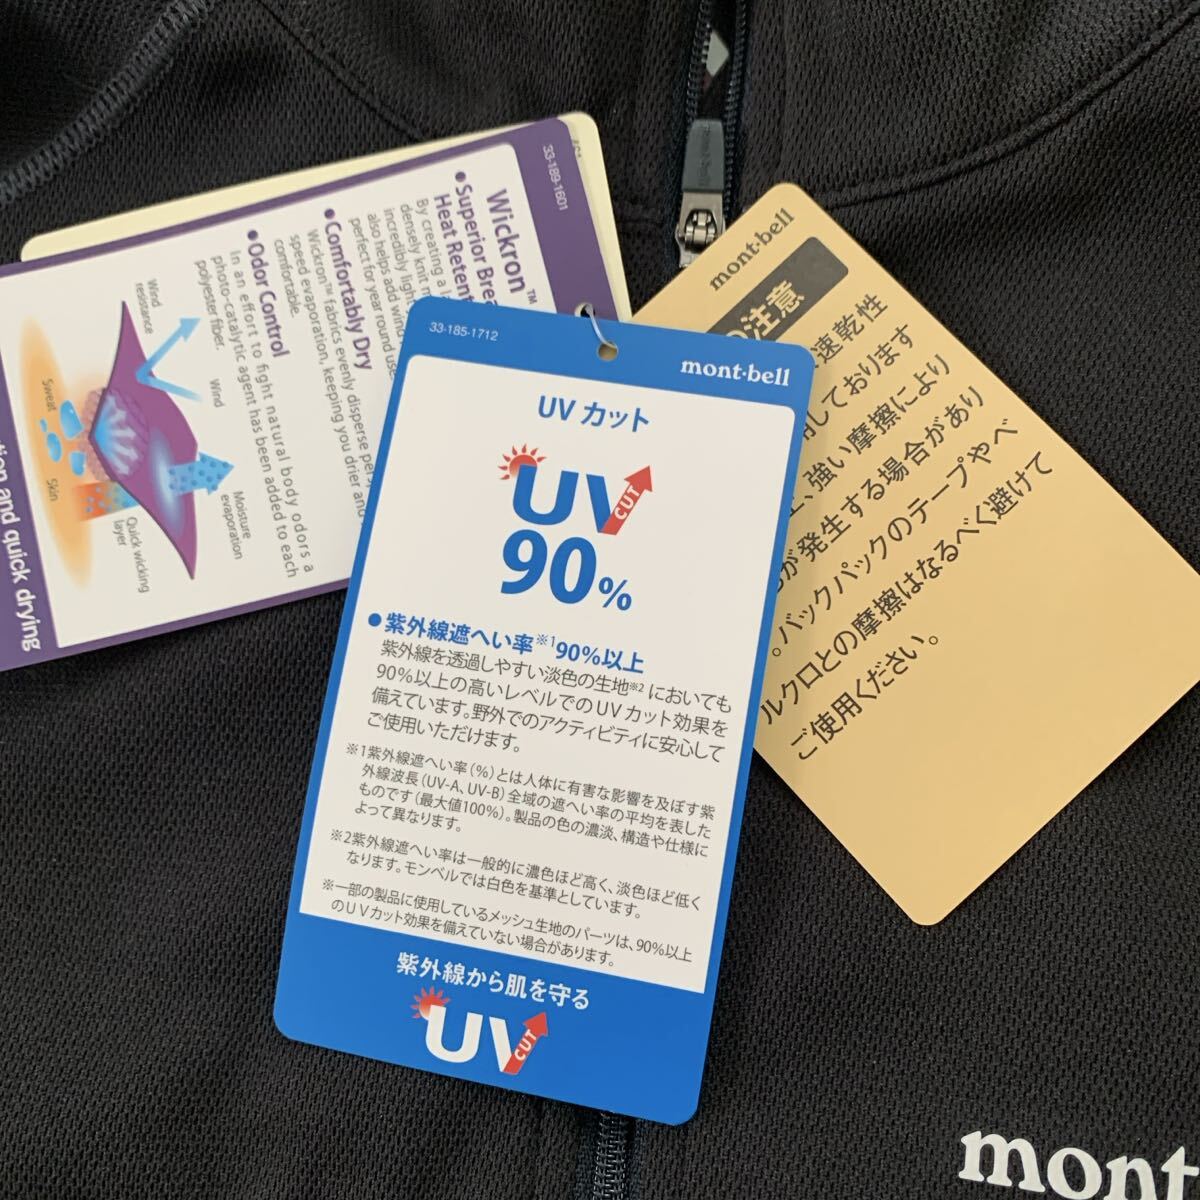 33-189-1601
Wickron™
●Superior Brea
Heat Retent
By creating a l
densely knit m
incredibly light
also helps add wind
perfect for year round use
●Comfortably Dry
Wickron™ fabrics evenly disperse per
speed evaporation, keeping you drier and
comfortable.
●Odor Control
In an effort to fight natural body odors a
photo-catalytic agent has been added to each
polyester fiber.
Wind
resistance
Wind
Moisture
evaporation
Sweat
Skin
Quick wicking
layer
tion and quick drying
33-185-1712
mont·bell
UVカット
UV CUT
90%
●紫外線遮へい率※1 90%以上
紫外線を透過しやすい淡色の生地※2においても
90%以上の高いレベルでのUVカット効果を
備えています。野外でのアクティビティに安心して
ご使用いただけます。
※1紫外線遮へい率(%)とは人体に有害な影響を及ぼす紫
外線波長(UV-A、UV-B)全域の遮へい率の平均を表した
ものです(最大値100%)。製品の色の濃淡、構造や仕様に
よって異なります。
※2紫外線遮へい率は一般的に濃色ほど高く、淡色ほど低く
なります。モンベルでは白色を基準としています。
※一部の製品に使用しているメッシュ生地のパーツは、90%以上
のUVカット効果を備えていない場合があります。
紫外線から肌を守る
UV CUT
mont·bell
の注意
速乾性
用しております
、強い摩擦により
が発生する場合があり
。バックパックのテープやベ
ルクロとの摩擦はなるべく避けて
ご使用ください。
mont